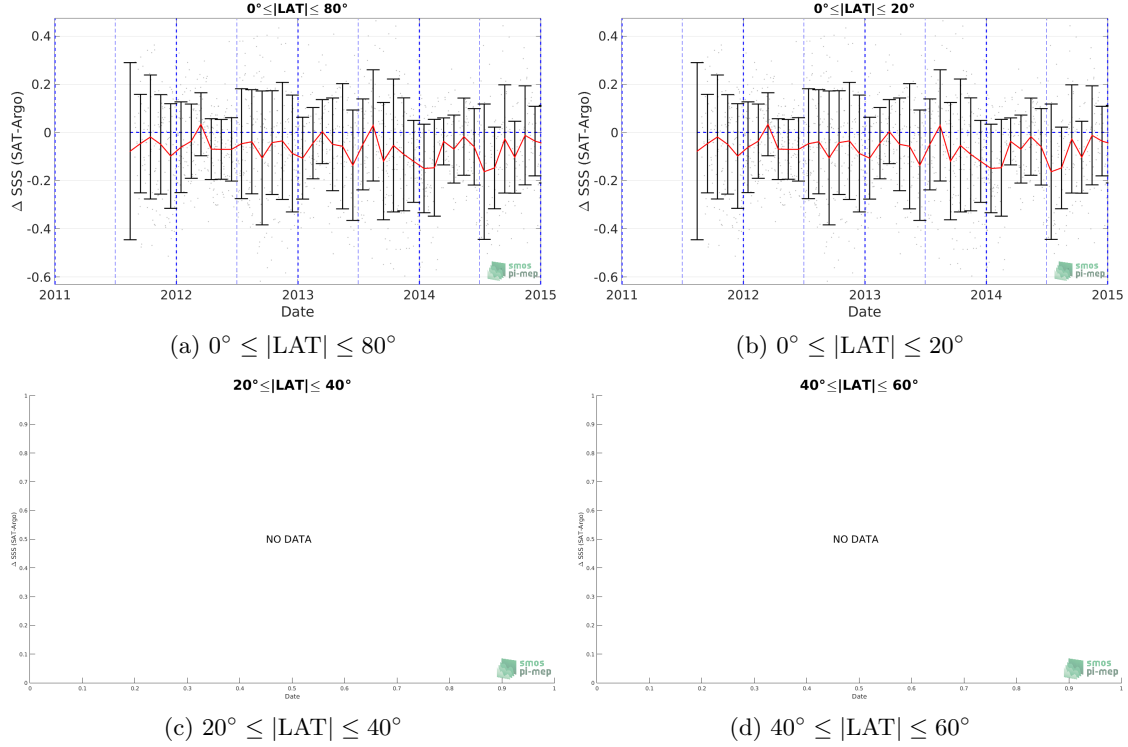 0°≤|LAT|≤ 80°
0.4
0.2
0
-0.2
-0.4
-0.6
Δ SSS (SAT-Argo)
2011 2012 2013 2014 2015
Date
smos
pi-mep
(a) 0° ≤ |LAT| ≤ 80°
0°≤|LAT|≤ 20°
0.4
0.2
0
-0.2
-0.4
-0.6
Δ SSS (SAT-Argo)
2011 2012 2013 2014 2015
Date
smos
pi-mep
(b) 0° ≤ |LAT| ≤ 20°
20°≤|LAT|≤ 40°
1
0.9
0.8
0.7
0.6
0.5
0.4
0.3
0.2
0.1
0
Δ SSS (SAT-Argo)
NO DATA
0 0.1 0.2 0.3 0.4 0.5 0.6 0.7 0.8 0.9 1
Date
smos
pi-mep
(c) 20° ≤ |LAT| ≤ 40°
40°≤|LAT|≤ 60°
1
0.9
0.8
0.7
0.6
0.5
0.4
0.3
0.2
0.1
0
Δ SSS (SAT-Argo)
NO DATA
0 0.1 0.2 0.3 0.4 0.5 0.6 0.7 0.8 0.9 1
Date
smos
pi-mep
(d) 40° ≤ |LAT| ≤ 60°